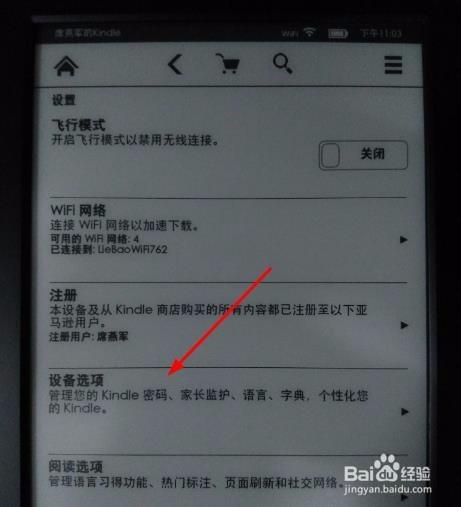 席燕军的Kindle WiFi 下午11:03
设置
飞行模式
开启飞行模式以禁用无线连接。
关闭
WiFi 网络
连接 WiFi 网络以加速下载。
可用的 WiFi 网络: 4
已连接到: LieBaoWiFi762
注册
本设备及从 Kindle 商店购买的所有内容都已注册至以下亚
马逊用户。
注册用户: 席燕军
设备选项
管理您的 Kindle 密码、家长监护、语言、字典，个性化您
的 Kindle。
阅读选项
管理语言习得功能、热门标注、页面刷新和社交网络。
Baidu 经验
jingyan.baidu.com